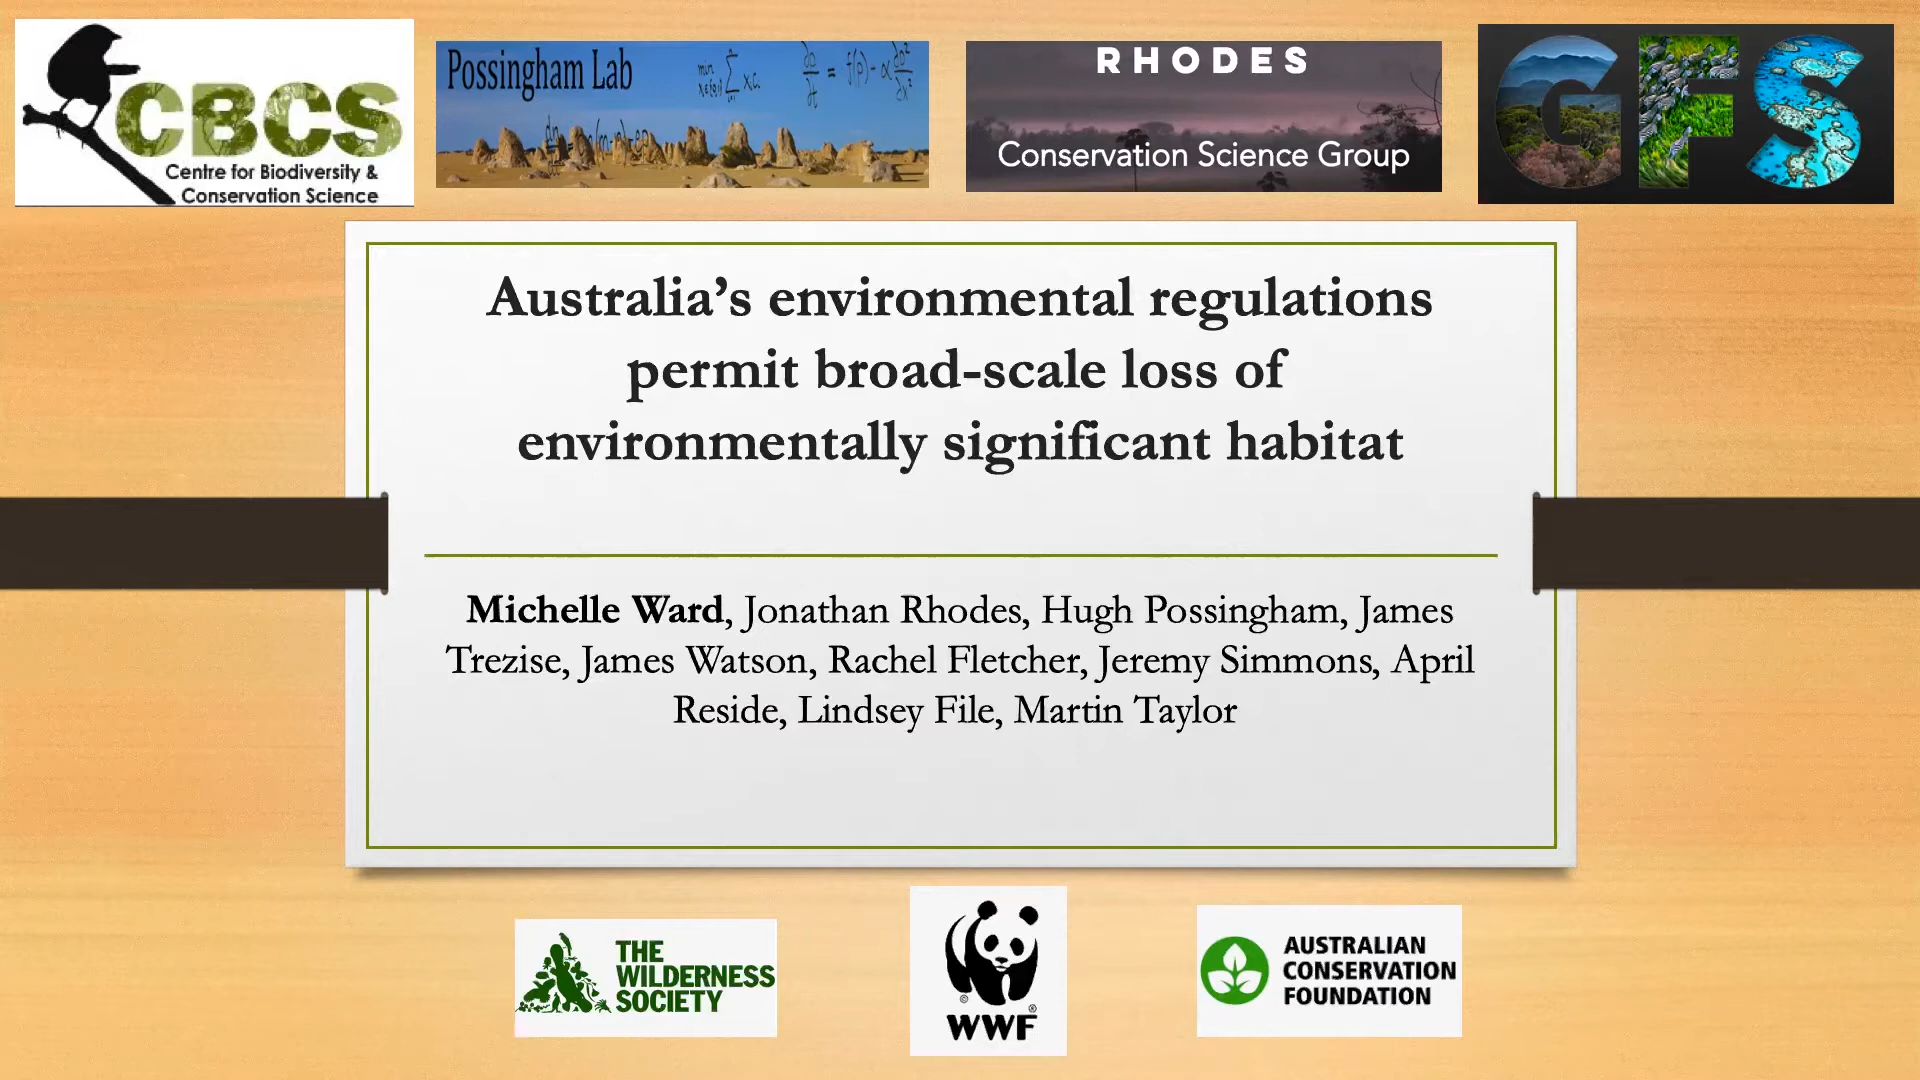 CBCS
Centre for Biodiversity &
Conservation Science
Possingham Lab
RHODES
Conservation Science Group
GFS
Australia’s environmental regulations
permit broad-scale loss of
environmentally significant habitat
Michelle Ward, Jonathan Rhodes, Hugh Possingham, James
Trezise, James Watson, Rachel Fletcher, Jeremy Simmons, April
Reside, Lindsey File, Martin Taylor
THE
WILDERNESS
SOCIETY
©
®
WWF
AUSTRALIAN
CONSERVATION
FOUNDATION